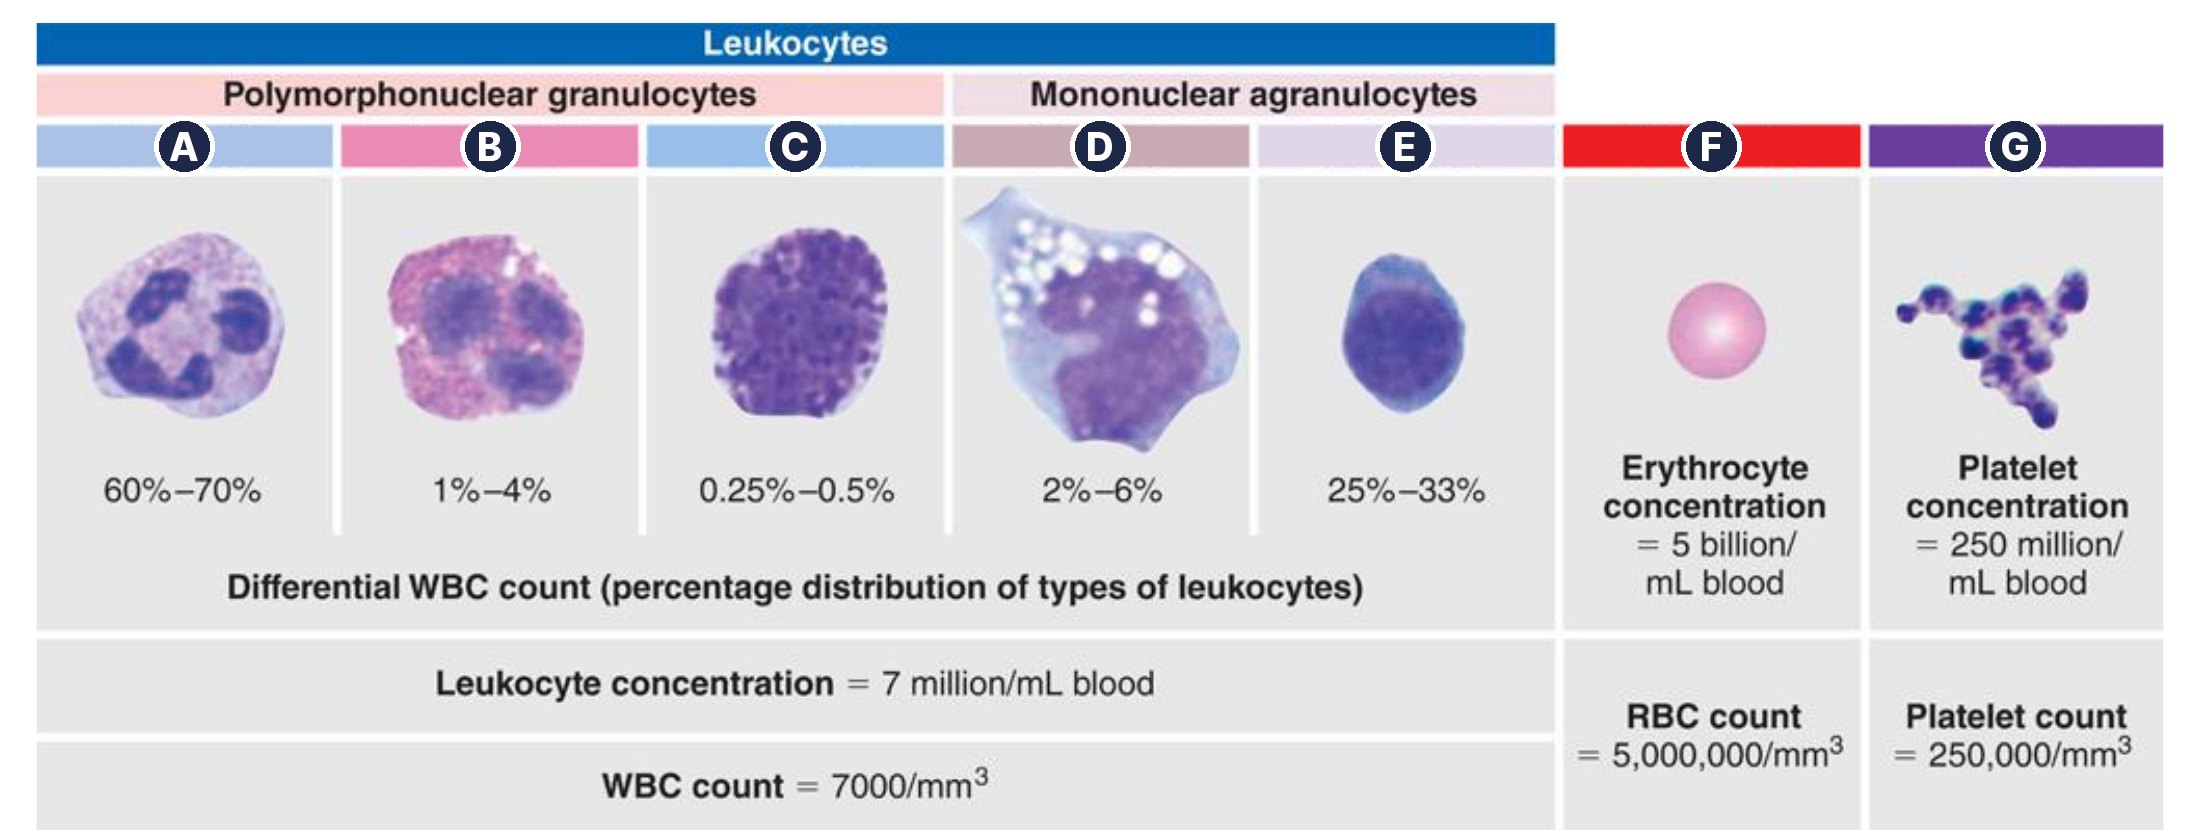 Leukocytes
Polymorphonuclear granulocytes
Mononuclear agranulocytes
A
B
C
D
E
F
G
60%–70%
1%–4%
0.25%–0.5%
2%–6%
25%–33%
Differential WBC count (percentage distribution of types of leukocytes)
Erythrocyte
concentration
= 5 billion/
mL blood
Platelet
concentration
= 250 million/
mL blood
Leukocyte concentration = 7 million/mL blood
WBC count = 7000/mm³
RBC count
= 5,000,000/mm³
Platelet count
= 250,000/mm³